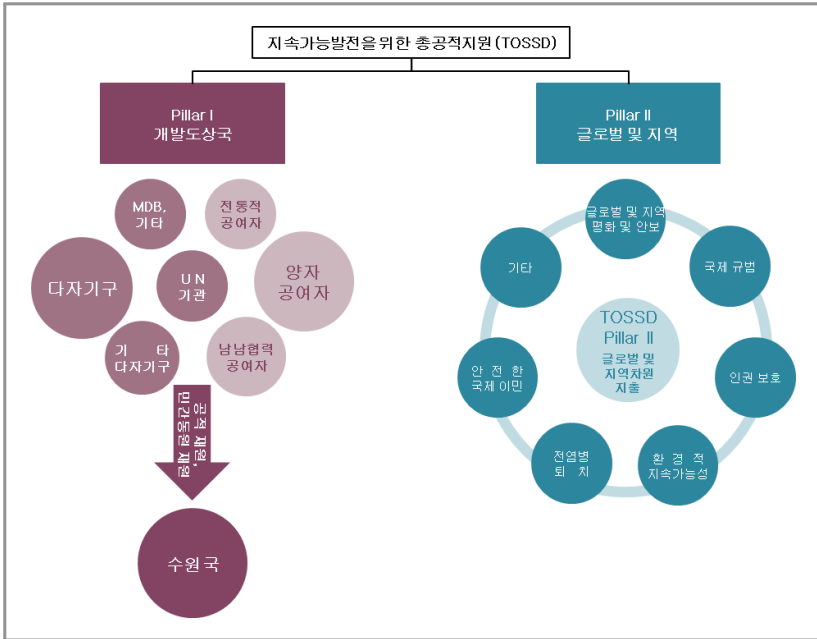 지속가능발전을 위한 총공적지원(TOSSD)
Pillar I
개발도상국
MDB,
기타
전통적
공여자
다자기구
UN
기관
양자
공여자
기 타
다자기구
남남협력
공여자
공적 재원,
민간동원 재원
수원국
Pillar II
글로벌 및 지역
글로벌 및 지역
평화 및 안보
기타
국제 규범
TOSSD
Pillar II
글로벌 및
지역차원
지출
안 전 한
국제 이민
인권 보호
전염병
퇴 치
환 경 적
지속가능성